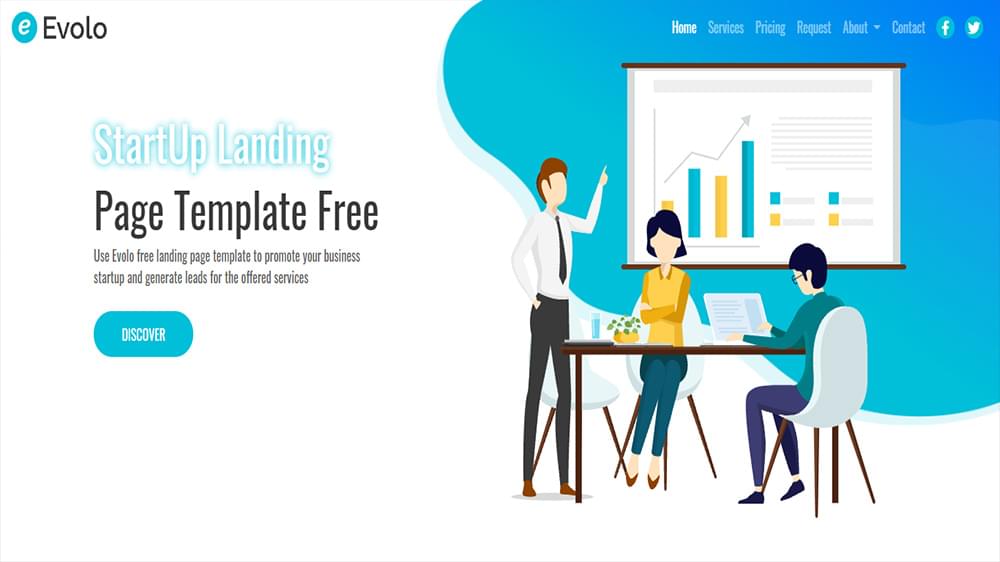 e Evolo
Home Services Pricing Request About Contact
StartUp Landing
Page Template Free
Use Evolo free landing page template to promote your business
startup and generate leads for the offered services
DISCOVER